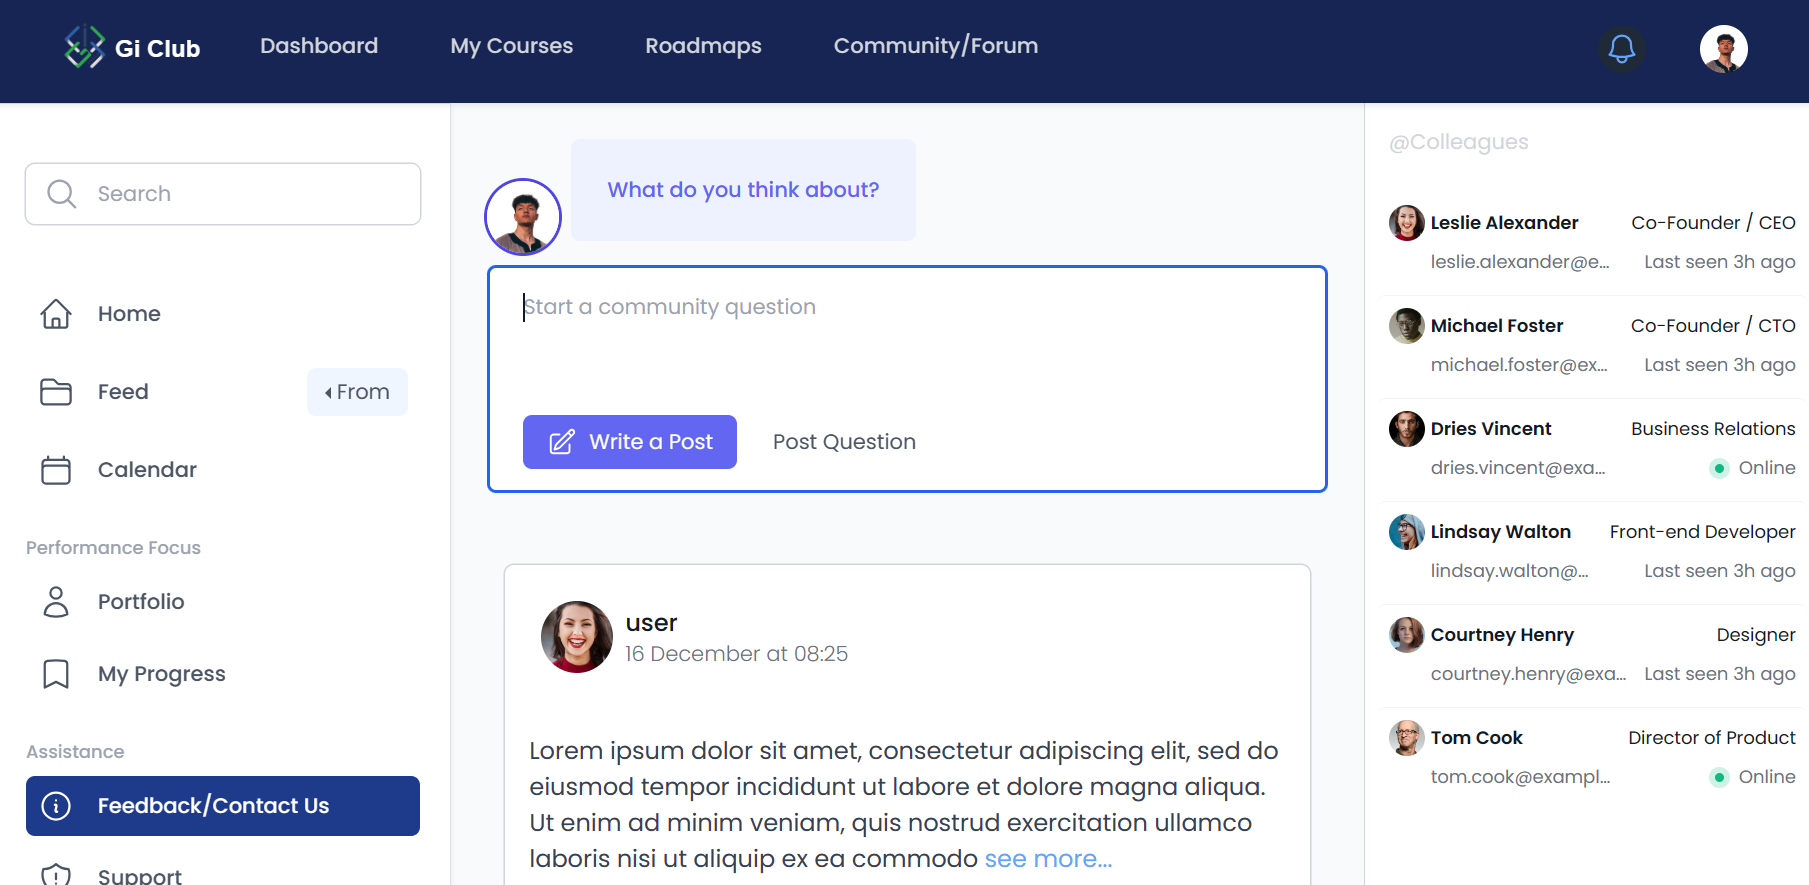 Gi Club
Dashboard
My Courses
Roadmaps
Community/Forum
Search
Home
Feed
From
Calendar
Performance Focus
Portfolio
My Progress
Assistance
Feedback/Contact Us
Support
What do you think about?
Start a community question
Write a Post
Post Question
user
16 December at 08:25
Lorem ipsum dolor sit amet, consectetur adipiscing elit, sed do
eiusmod tempor incididunt ut labore et dolore magna aliqua.
Ut enim ad minim veniam, quis nostrud exercitation ullamco
laboris nisi ut aliquip ex ea commodo see more...
@Colleagues
Leslie Alexander Co-Founder / CEO
leslie.alexander@e... Last seen 3h ago
Michael Foster Co-Founder / CTO
michael.foster@ex... Last seen 3h ago
Dries Vincent Business Relations
dries.vincent@exa... Online
Lindsay Walton Front-end Developer
lindsay.walton@... Last seen 3h ago
Courtney Henry Designer
courtney.henry@exa... Last seen 3h ago
Tom Cook Director of Product
tom.cook@exampl... Online